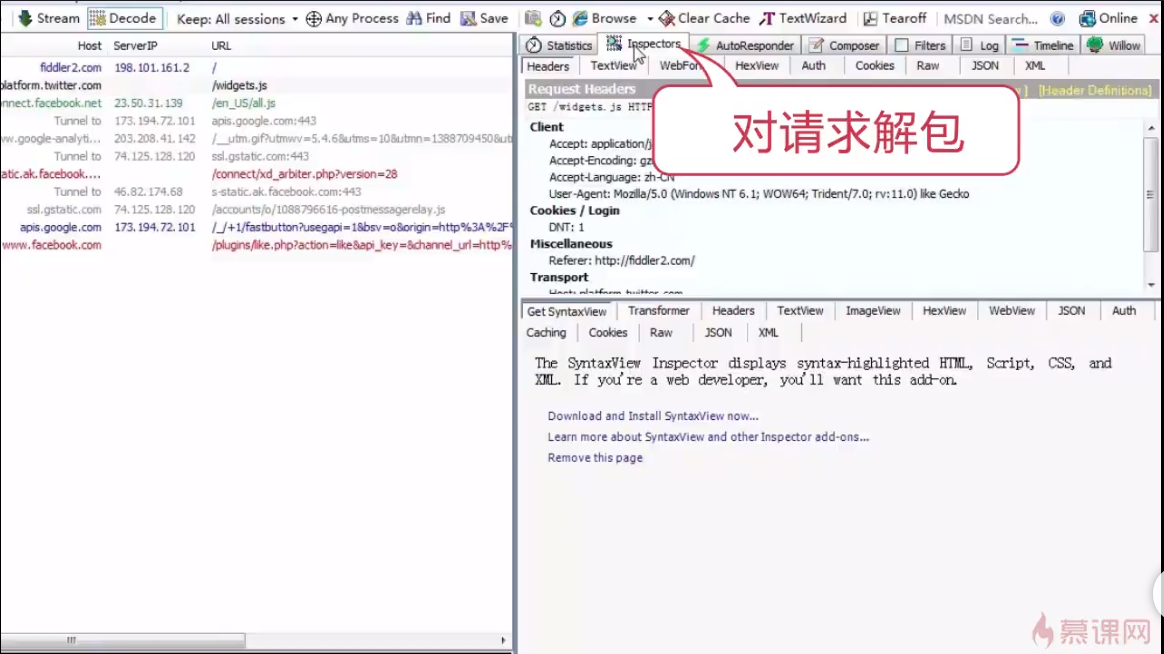 Stream Decode Keep: All sessions Any Process Find Save Browse Clear Cache TextWizard Tearoff MSDN Search... Online
Host ServerIP URL
fiddler2.com 198.101.161.2 /
platform.twitter.com /widgets.js
nnect.facebook.net 23.50.31.139 /en_US/all.js
Tunnel to 173.194.72.101 apis.google.com:443
ww.google-analyti... 203.208.41.142 /__utm.gif?utmwv=5.4.6&utms=10&utmn=1388709450&ut
Tunnel to 74.125.128.120 ssl.gstatic.com:443
atic.ak.facebook.... /connect/xd_arbiter.php?version=28
Tunnel to 46.82.174.68 s-static.ak.facebook.com:443
ssl.gstatic.com 74.125.128.120 /accounts/o/1088796616-postmessagerelay.js
apis.google.com 173.194.72.101 /_/+1/fastbutton?usegapi=1&bsv=o&origin=http%3A%2F
www.facebook.com /plugins/like.php?action=like&api_key=&channel_url=http%
Statistics Inspectors AutoResponder Composer Filters Log Timeline Willow
Headers TextView WebFor HexView Auth Cookies Raw JSON XML
Request Headers [Header Definitions]
GET /widgets.js HTTP
对请求解包
Client
Accept: application/j
Accept-Encoding: gz
Accept-Language: zh-CN
User-Agent: Mozilla/5.0 (Windows NT 6.1; WOW64; Trident/7.0; rv:11.0) like Gecko
Cookies / Login
DNT: 1
Miscellaneous
Referer: http://fiddler2.com/
Transport
Host: platform.twitter.com
Get SyntaxView Transformer Headers TextView ImageView HexView WebView JSON Auth
Caching Cookies Raw JSON XML
The SyntaxView Inspector displays syntax-highlighted HTML, Script, CSS, and
XML. If you're a web developer, you'll want this add-on.
Download and Install SyntaxView now...
Learn more about SyntaxView and other Inspector add-ons...
Remove this page
慕课网